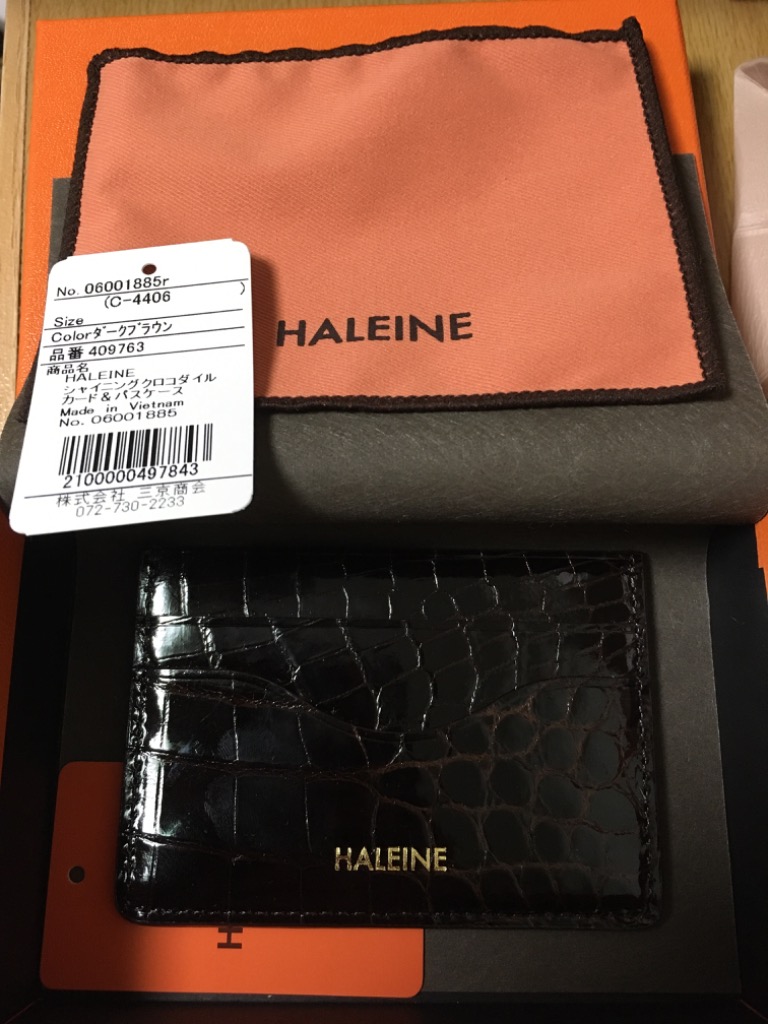 HALEINE
No. 06001885r
(C-4406 )
Size
Colorダークブラウン
品番 409763
商品名
HALEINE
シャイニングクロコダイル
カード&パスケース
Made in Vietnam
No. 06001885
2100000497843
株式会社 三京商会
072-730-2233
HALEINE
H